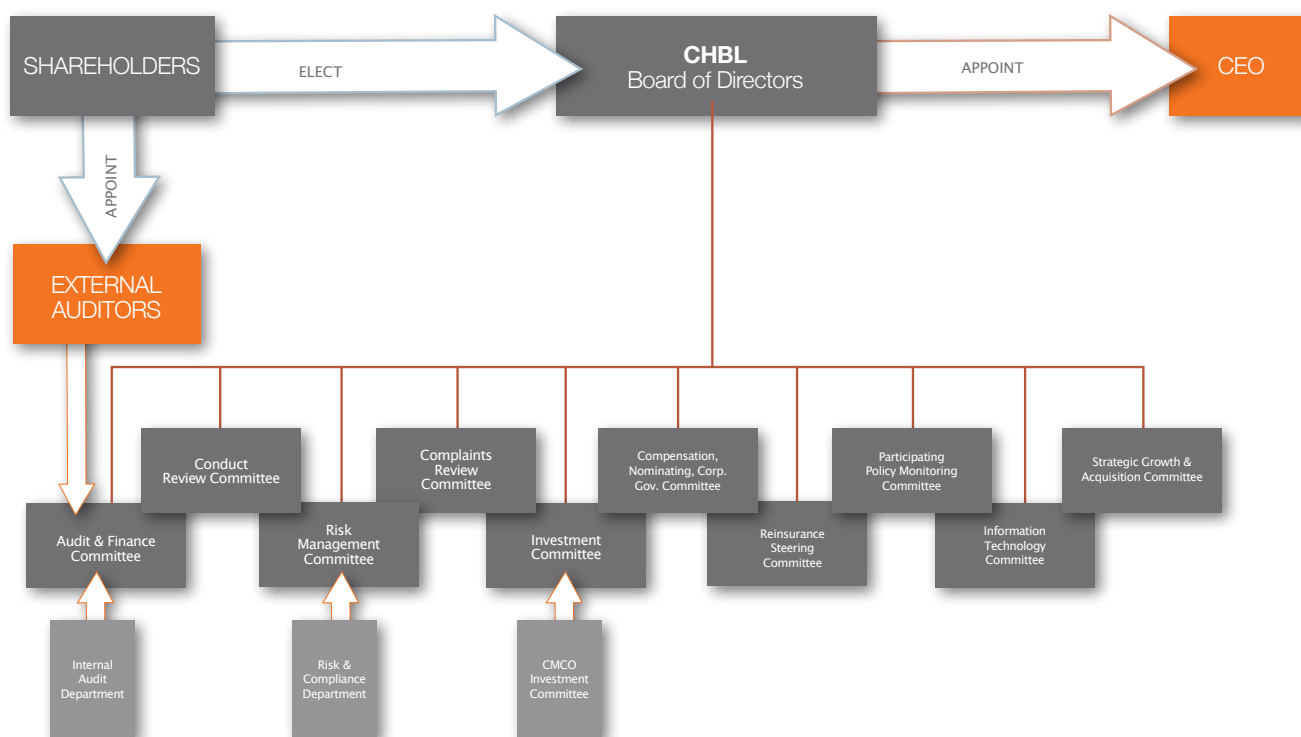 SHAREHOLDERS
ELECT
CHBL
Board of Directors
APPOINT
CEO
APPOINT
EXTERNAL
AUDITORS
Conduct
Review Committee
Complaints
Review
Committee
Compensation,
Nominating, Corp.
Gov. Committee
Participating
Policy Monitoring
Committee
Strategic Growth &
Acquisition Committee
Audit & Finance
Committee
Risk
Management
Committee
Investment
Committee
Reinsurance
Steering
Committee
Information
Technology
Committee
Internal
Audit
Department
Risk &
Compliance
Department
CMCO
Investment
Committee